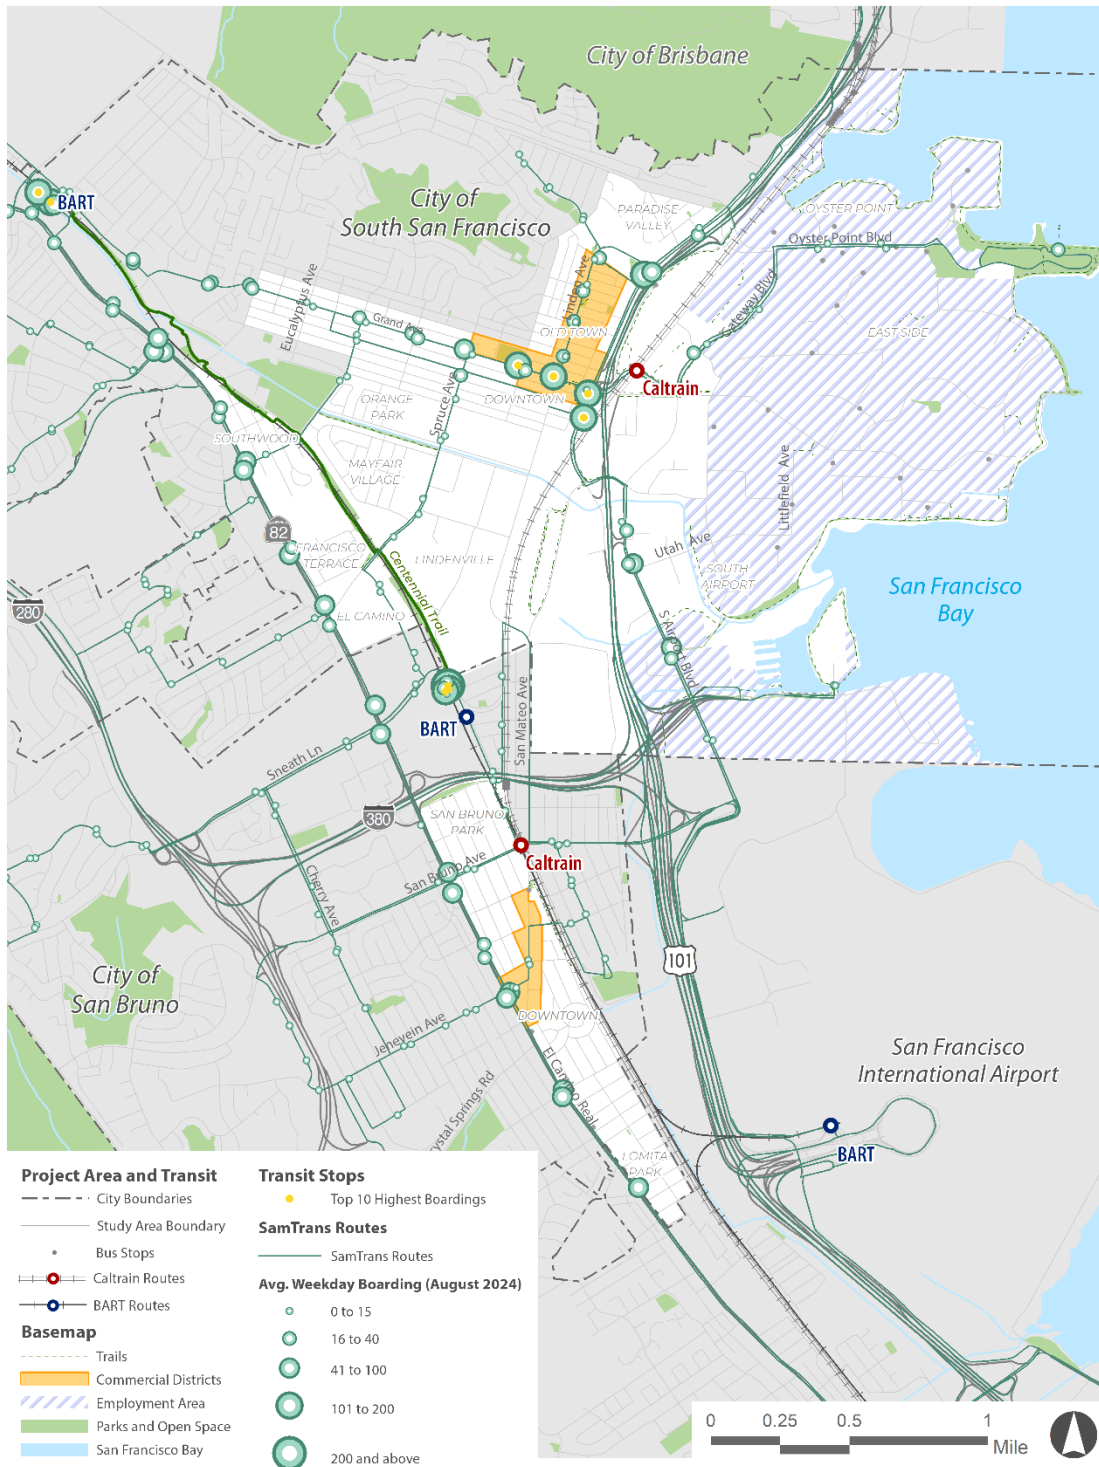 City of Brisbane
BART
City of
South San Francisco
PARADISE
VALLEY
OYSTER POINT
Oyster Point Blvd
Linden Ave
Eucalyptus Ave
Gateway Blvd
Grand Ave
OLD TOWN
EAST SIDE
Caltrain
ORANGE
PARK
Spruce Ave
DOWNTOWN
SOUTHWOOD
MAYFAIR
VILLAGE
Littlefield Ave
82
FRANCISCO
TERRACE
Centennial Trail
LINDENVILLE
Utah Ave
SOUTH
AIRPORT
San Francisco
Bay
280
EL CAMINO
S Airport Blvd
BART
San Mateo Ave
Sneath Ln
380
SAN BRUNO
PARK
Caltrain
San Bruno Ave
Cherry Ave
101
City of
San Bruno
DOWNTOWN
Jenevein Ave
San Francisco
International Airport
El Camino Real
Crystal Springs Rd
BART
LOMITA
PARK
Project Area and Transit
City Boundaries
Study Area Boundary
Bus Stops
Caltrain Routes
BART Routes
Basemap
Trails
Commercial Districts
Employment Area
Parks and Open Space
San Francisco Bay
Transit Stops
Top 10 Highest Boardings
SamTrans Routes
SamTrans Routes
Avg. Weekday Boarding (August 2024)
0 to 15
16 to 40
41 to 100
101 to 200
200 and above
0 0.25 0.5 1
Mile